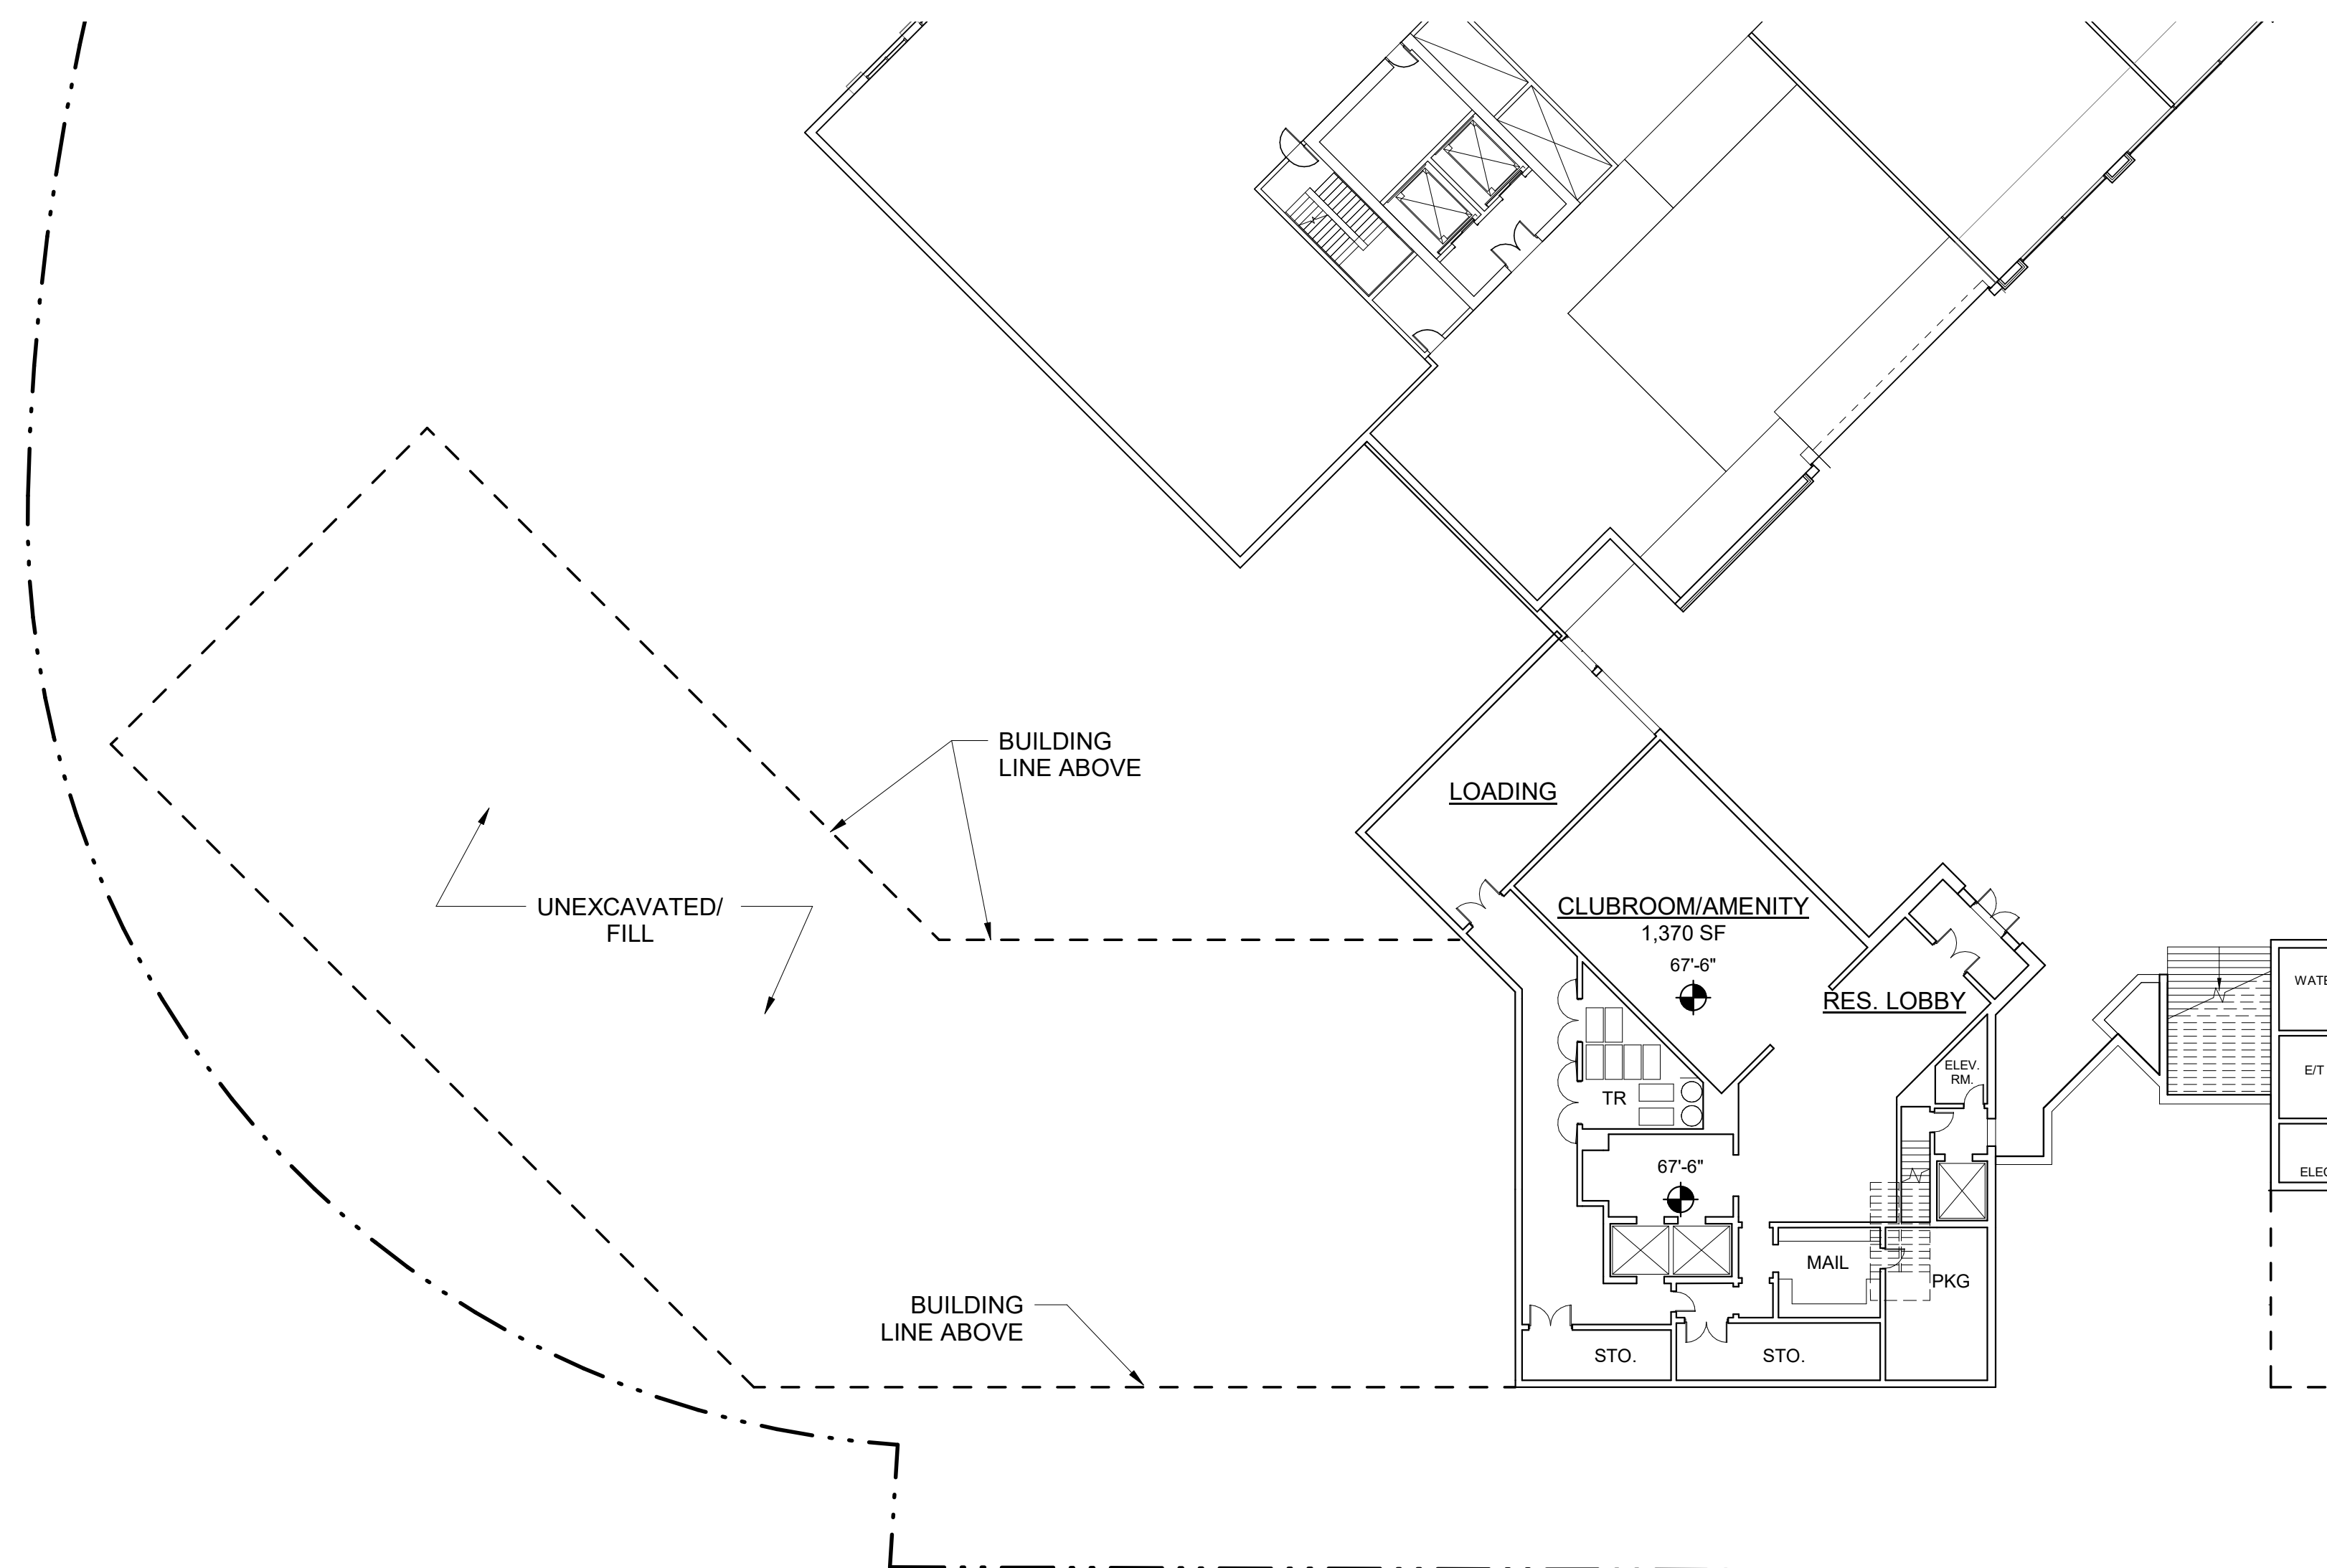 BUILDING
LINE ABOVE
LOADING
UNEXCAVATED/
FILL
CLUBROOM/AMENITY
1,370 SF
67'-6"
RES. LOBBY
ELEV.
RM.
TR
67'-6"
MAIL
PKG
BUILDING
LINE ABOVE
STO.
STO.
WATE
E/T
ELEC